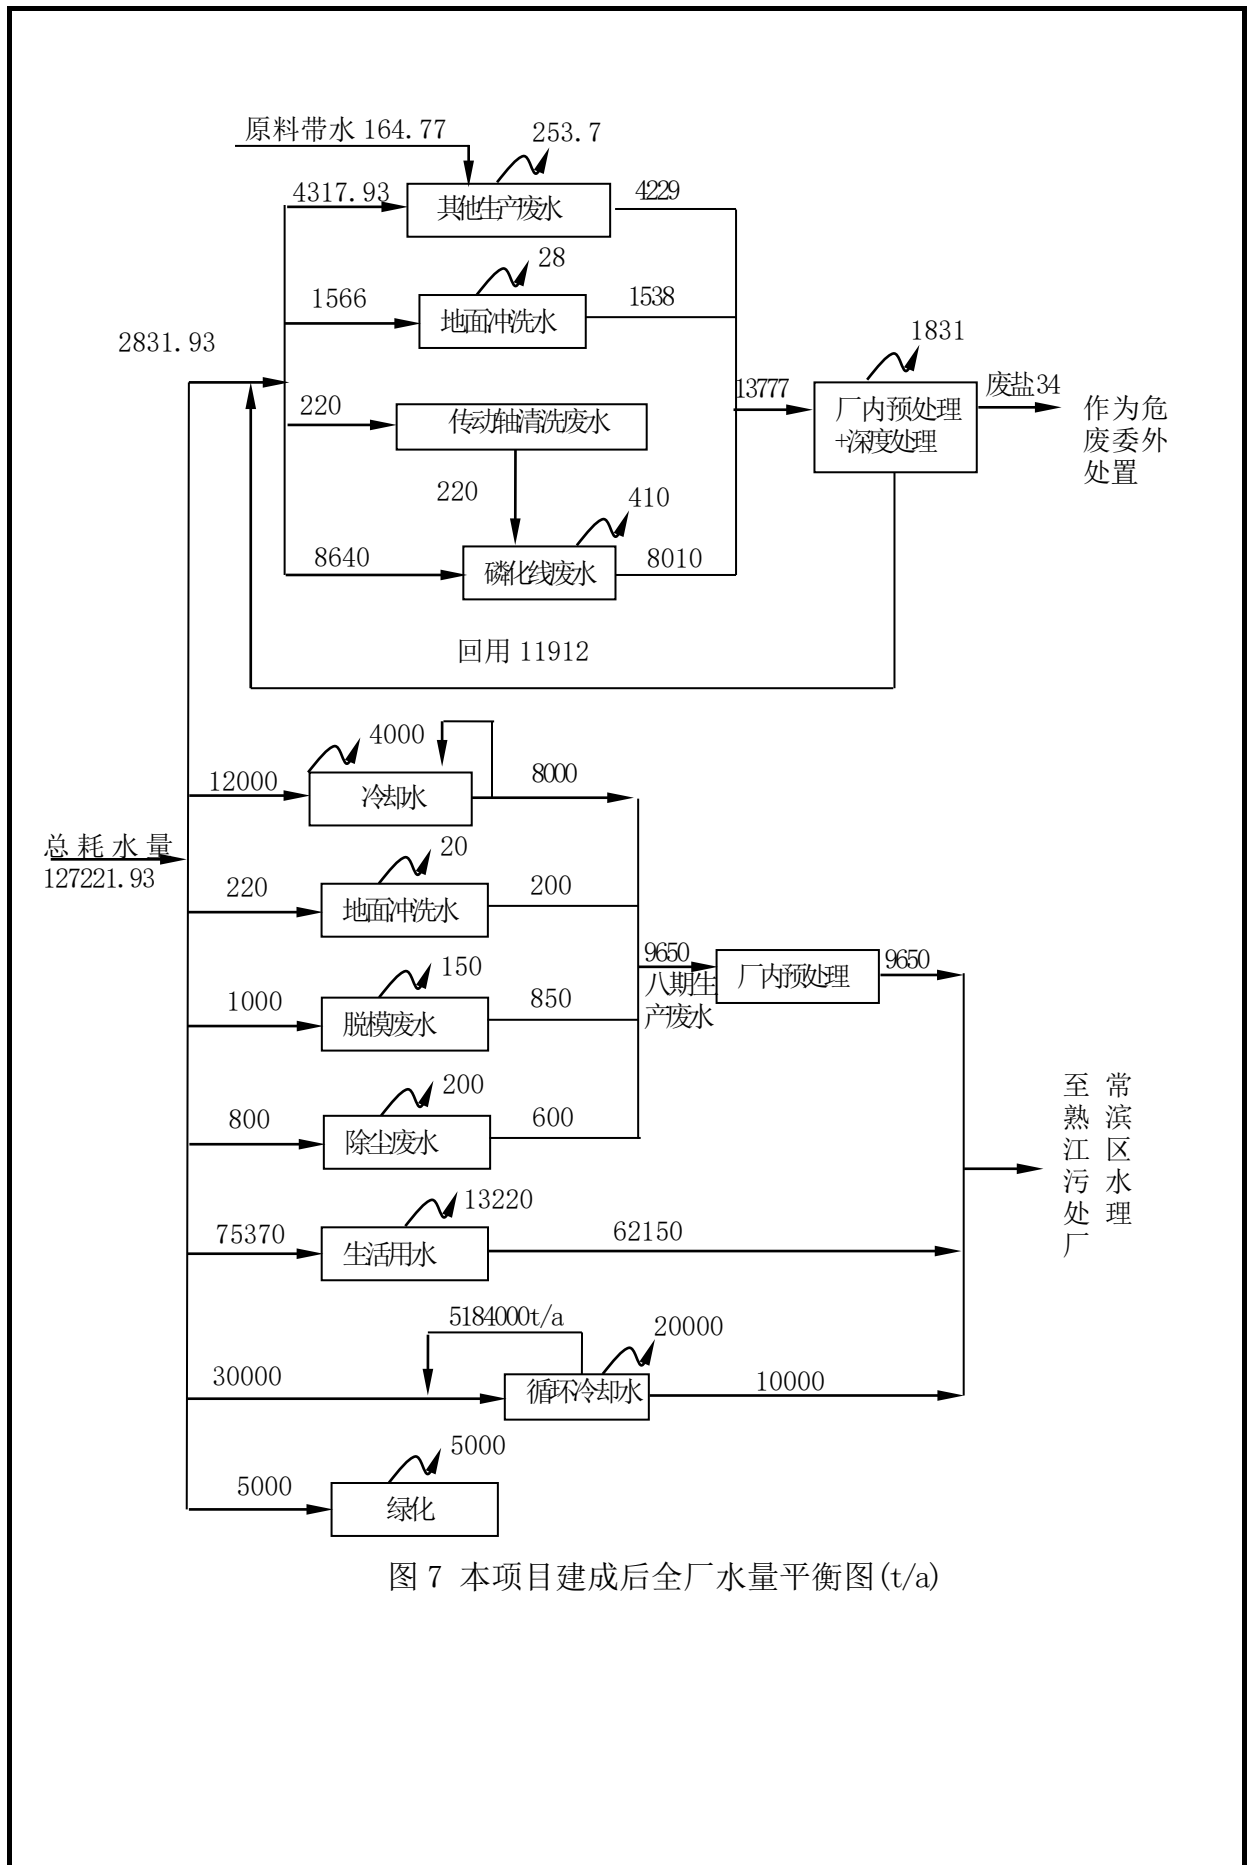 原料带水 164.77
253.7
4317.93
其他生产废水
4229
28
1566
地面冲洗水
1538
2831.93
1831
220
传动轴清洗废水
13777
厂内预处理
+深度处理
废盐34
作为危
废委外
处置
220
410
8640
磷化线废水
8010
回用 11912
4000
12000
冷却水
8000
总耗水量
127221.93
20
220
地面冲洗水
200
150
1000
脱模废水
850
9650
八期生
产废水
厂内预处理
9650
200
800
除尘废水
600
至常
熟滨
江区
污水
处理
厂
13220
75370
生活用水
62150
5184000t/a
20000
30000
循环冷却水
10000
5000
5000
绿化
图 7 本项目建成后全厂水量平衡图(t/a)